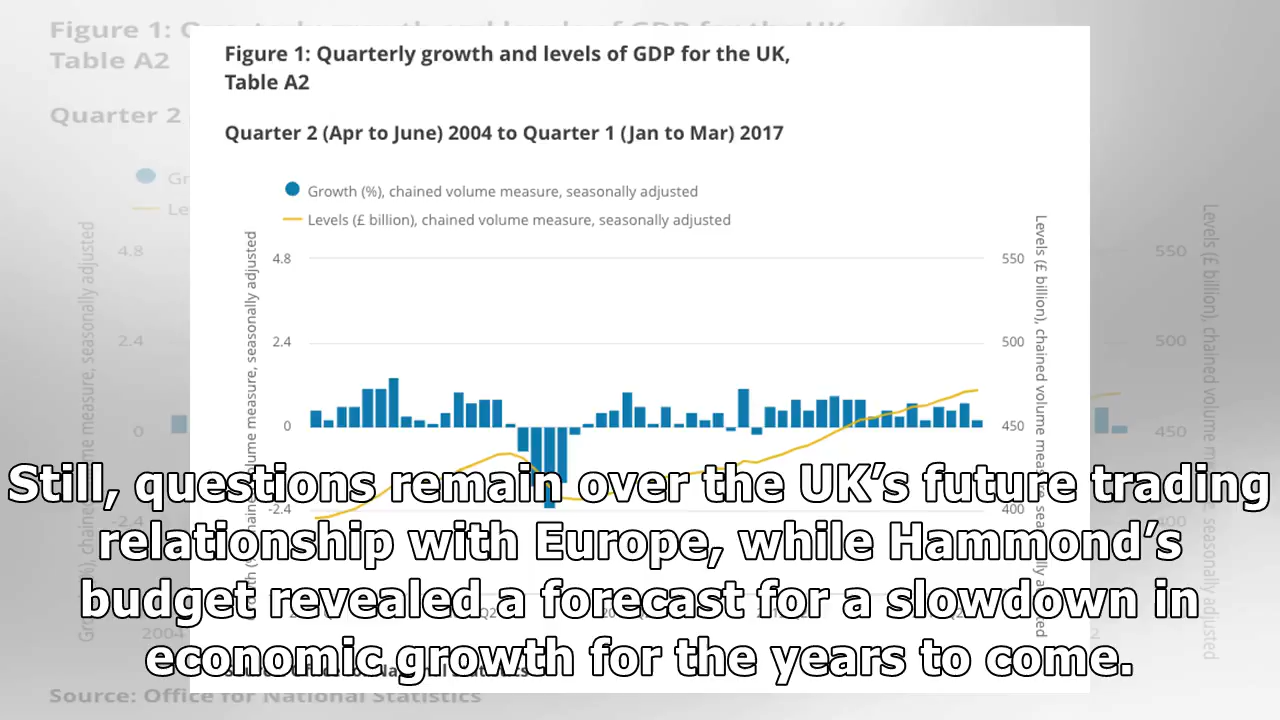 Figure 1: Quarterly growth and levels of GDP for the UK,
Table A2
Quarter 2 (Apr to June) 2004 to Quarter 1 (Jan to Mar) 2017
Growth (%), chained volume measure, seasonally adjusted
Levels (£ billion), chained volume measure, seasonally adjusted
4.8
550
2.4
500
0
450
-2.4
400
Still, questions remain over the UK’s future trading
relationship with Europe, while Hammond’s
budget revealed a forecast for a slowdown in
economic growth for the years to come.
Source: Office for National Statistics